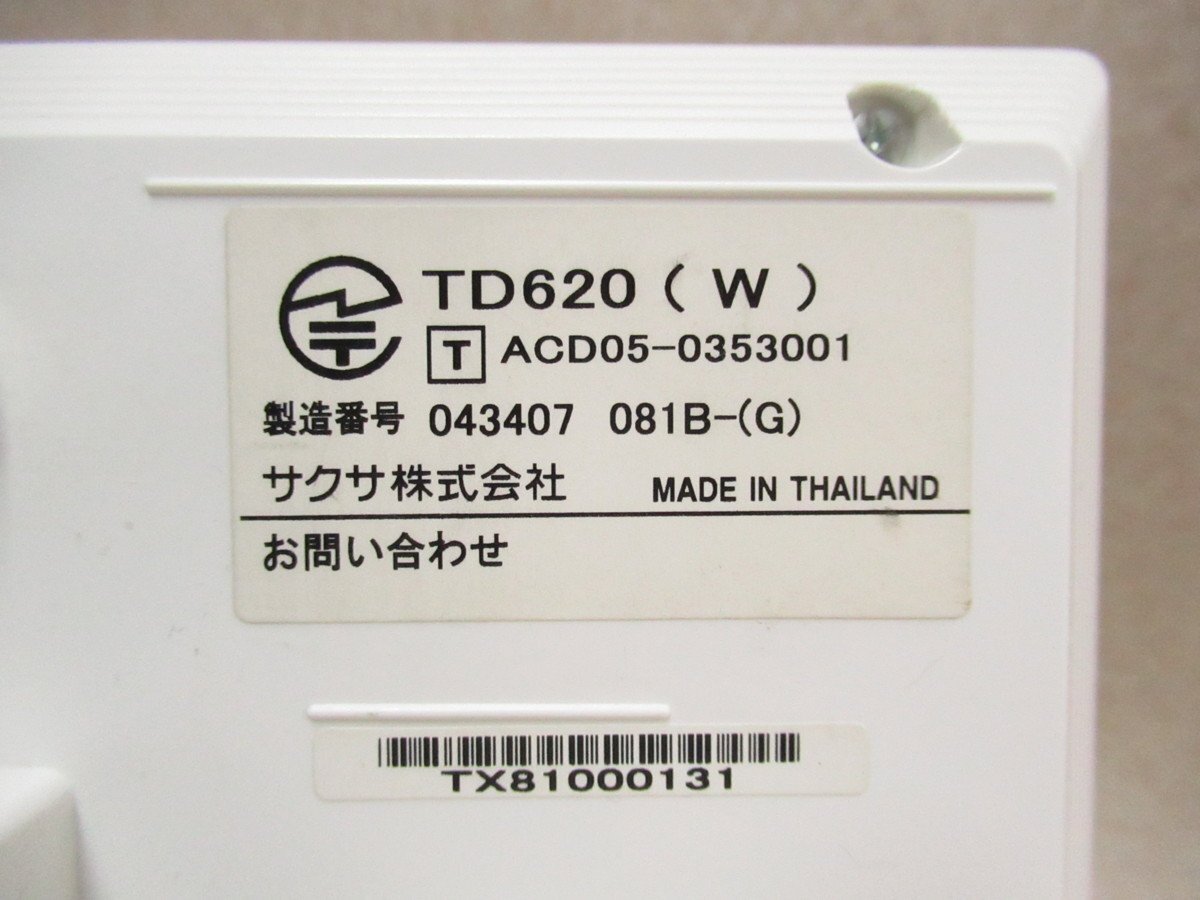 TD620 ( W )
T ACD05-0353001
製造番号 043407 081B-(G)
サクサ株式会社 MADE IN THAILAND
お問い合わせ
TX81000131